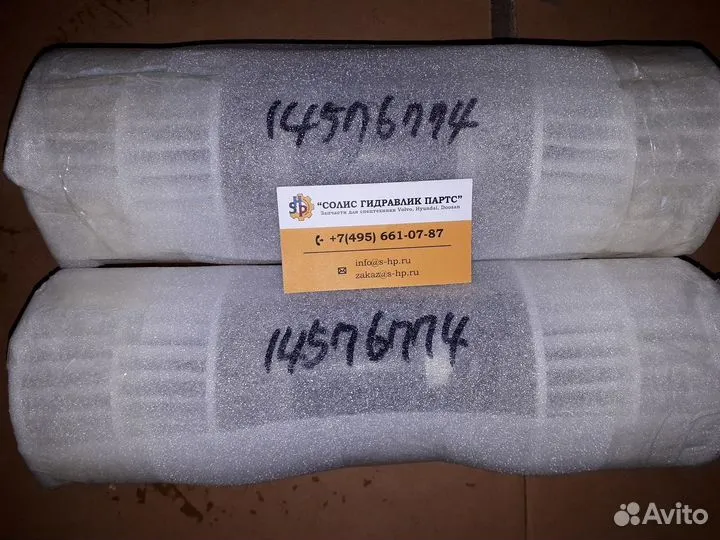 14576774
"СОЛИС ГИДРАВЛИК ПАРТС"
Запчасти для спецтехники Volvo, Hyundai, Doosan
+7(495) 661-07-87
info@s-hp.ru
zakaz@s-hp.ru
14576774
Avito